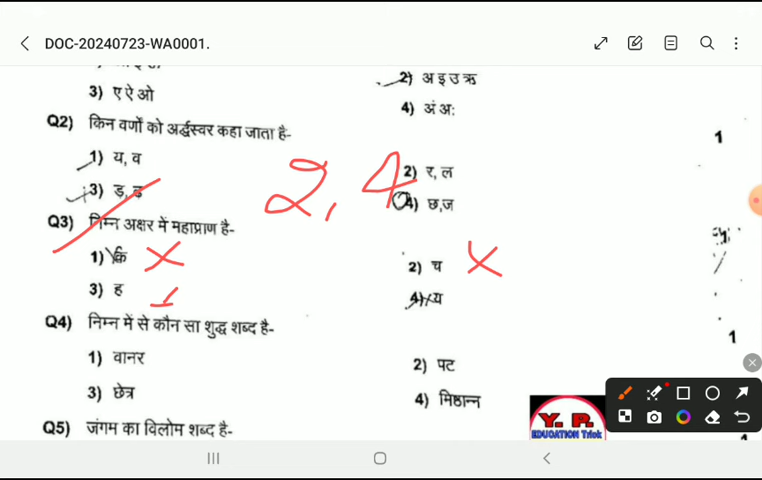 DOC-20240723-WA0001.
2) अ इ उ ऋ
3) ए ऐ ओ
4) अं अः
Q2) किन वर्णों को अर्द्धस्वर कहा जाता है-
1
1) य, व
2) र, ल
3) ड़, ढ़
4) छ,ज
2, 4
Q3) निम्न अक्षर में महाप्राण है-
1) क
2) च
3) ह
4) य
Q4) निम्न में से कौन सा शुद्ध शब्द है-
1
1) वानर
2) पट
3) छेत्र
4) मिष्ठान्न
Q5) जंगम का विलोम शब्द है-
Y. P.
EDUCATION Trick